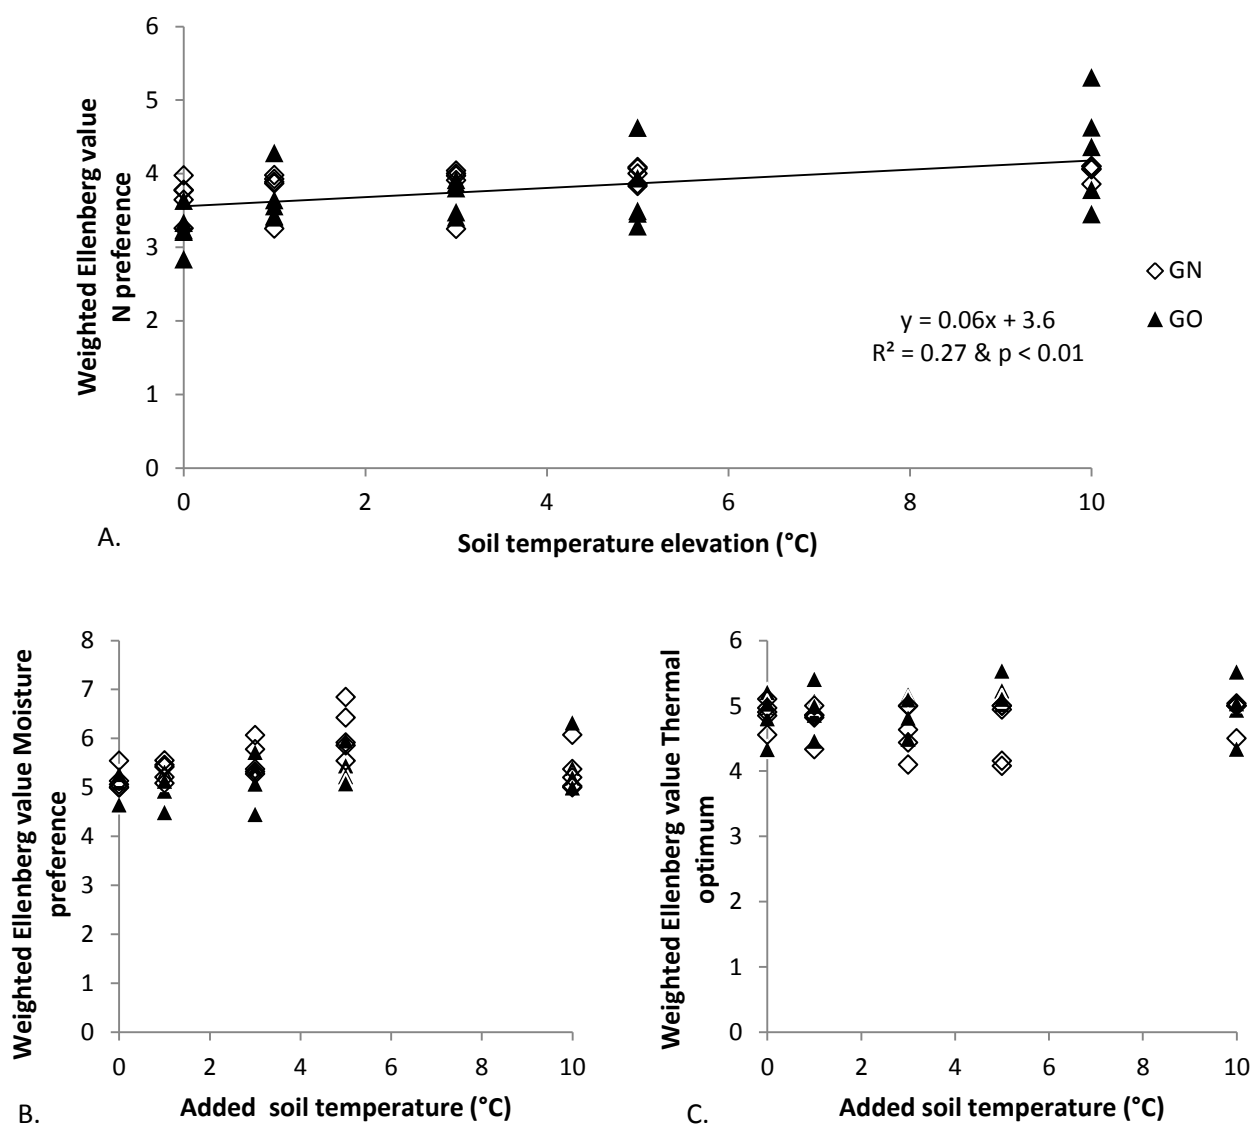 6
5
4
3
2
1
0
Weighted Ellenberg value
N preference
0 2 4 6 8 10
Soil temperature elevation (°C)
GN
GO
y = 0.06x + 3.6
R² = 0.27 & p < 0.01
A.
8
7
6
5
4
3
2
1
0
Weighted Ellenberg value Moisture
preference
0 2 4 6 8 10
Added soil temperature (°C)
B.
6
5
4
3
2
1
0
Weighted Ellenberg value Thermal
optimum
0 2 4 6 8 10
Added soil temperature (°C)
C.